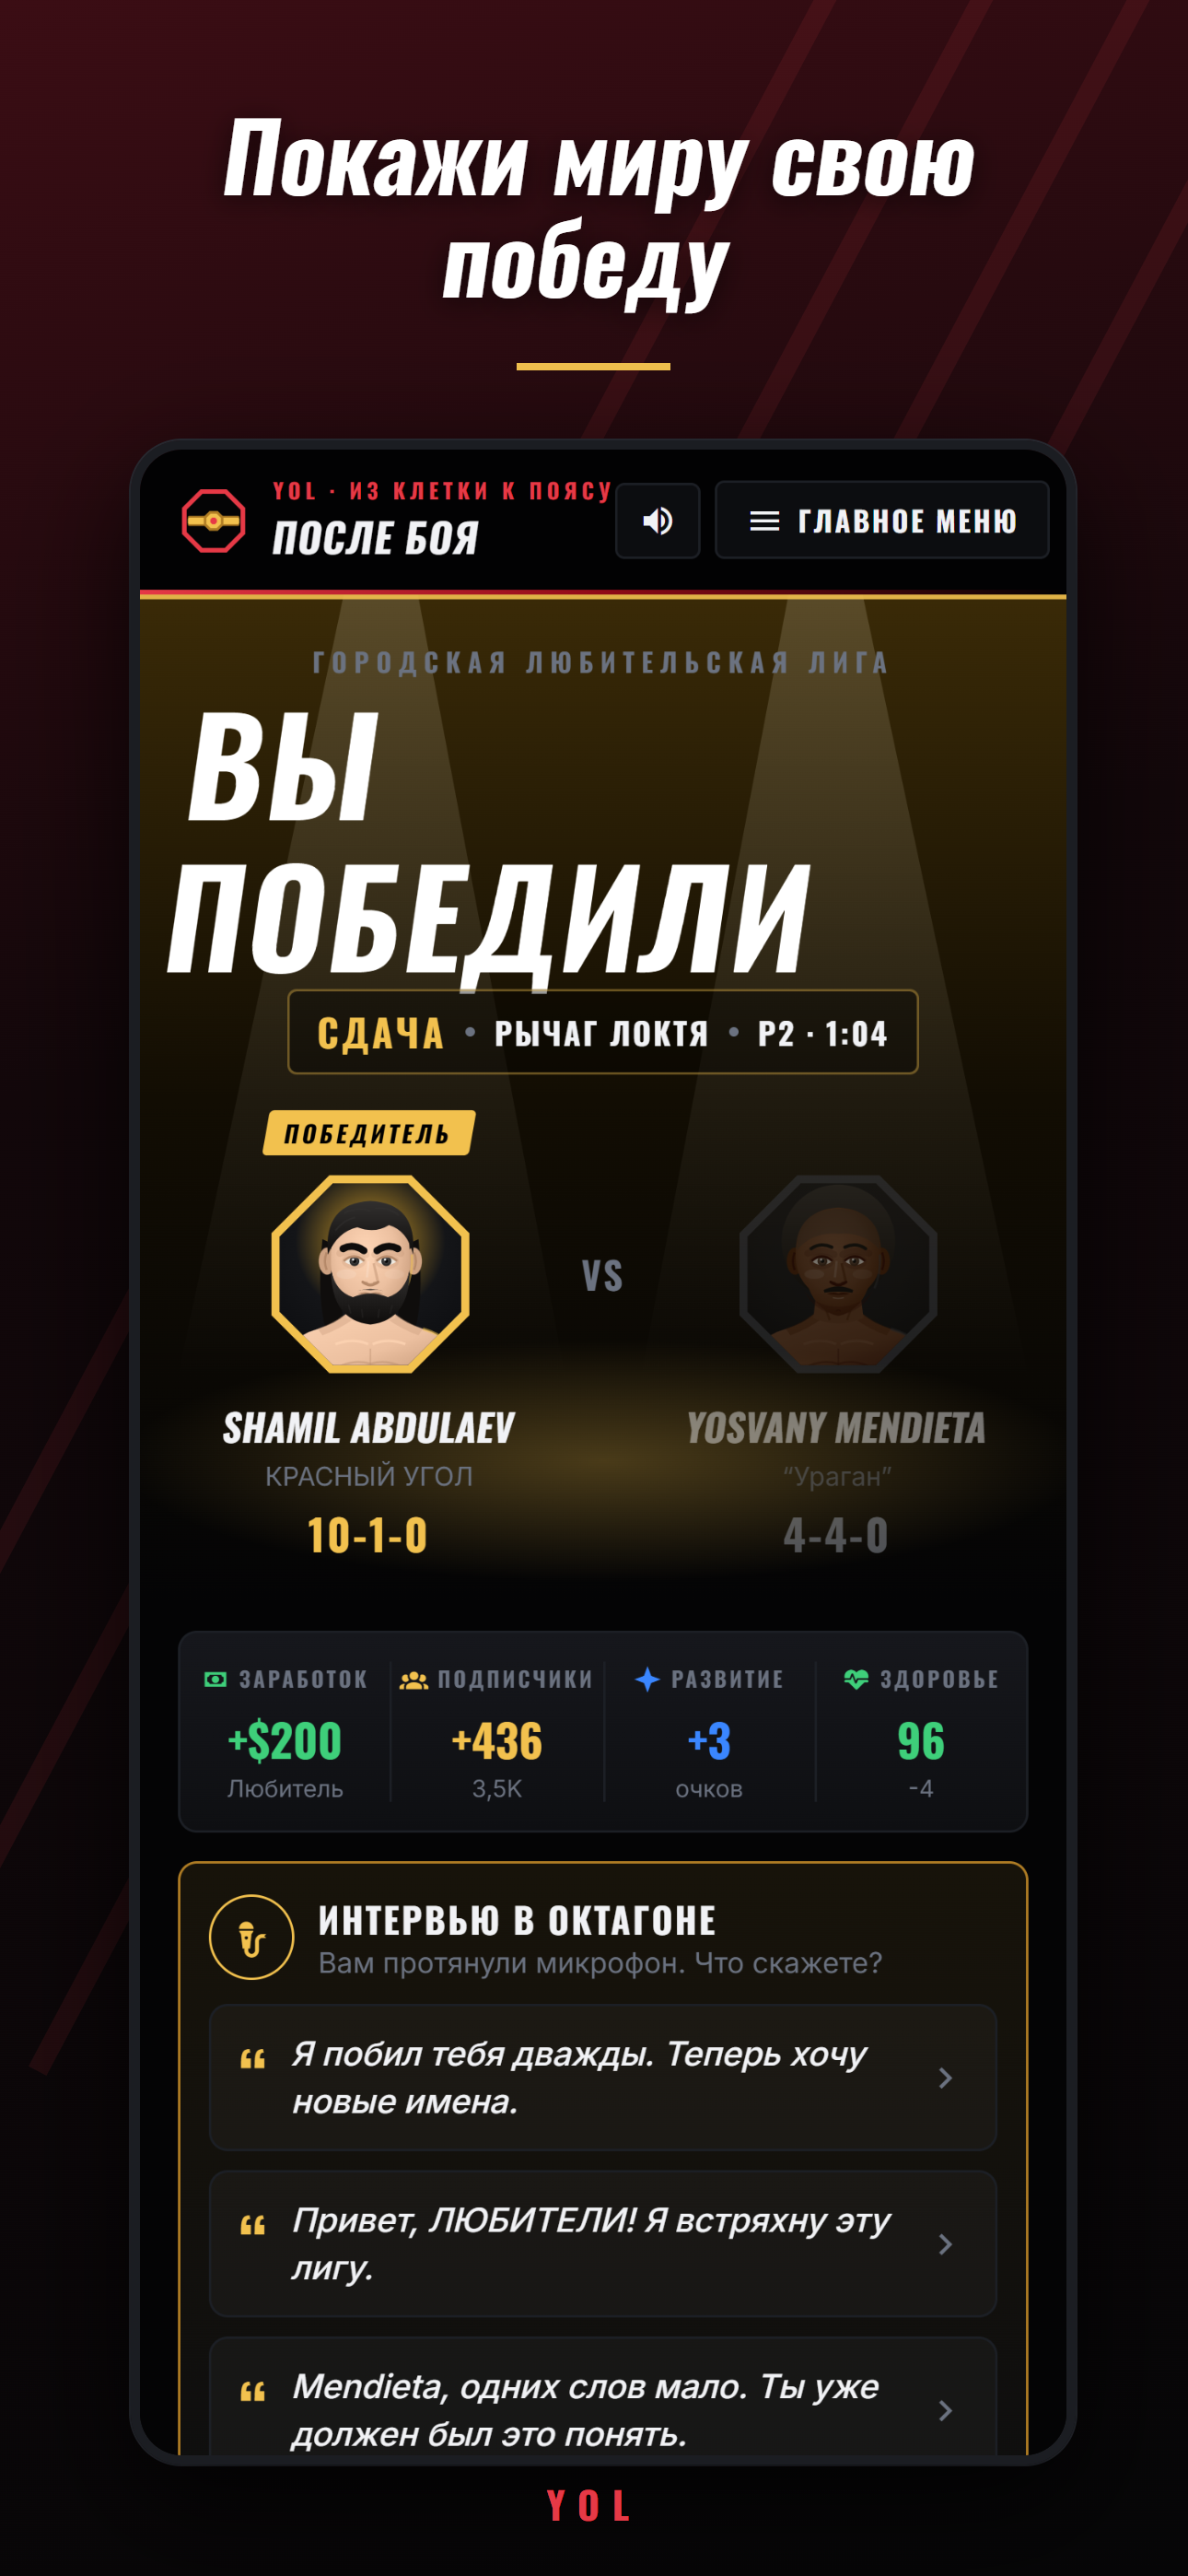 Покажи миру свою
победу
YOL · ИЗ КЛЕТКИ К ПОЯСУ
ПОСЛЕ БОЯ
ГЛАВНОЕ МЕНЮ
ГОРОДСКАЯ ЛЮБИТЕЛЬСКАЯ ЛИГА
ВЫ
ПОБЕДИЛИ
СДАЧА • РЫЧАГ ЛОКТЯ • Р2 · 1:04
ПОБЕДИТЕЛЬ
VS
SHAMIL ABDULAEV
YOSVANY MENDIETA
КРАСНЫЙ УГОЛ
“Ураган”
10-1-0
4-4-0
ЗАРАБОТОК
ПОДПИСЧИКИ
РАЗВИТИЕ
ЗДОРОВЬЕ
+$200
+436
+3
96
Любитель
3,5K
очков
-4
ИНТЕРВЬЮ В ОКТАГОНЕ
Вам протянули микрофон. Что скажете?
“ Я побил тебя дважды. Теперь хочу
новые имена.
“ Привет, ЛЮБИТЕЛИ! Я встряхну эту
лигу.
“ Mendieta, одних слов мало. Ты уже
должен был это понять.
YOL